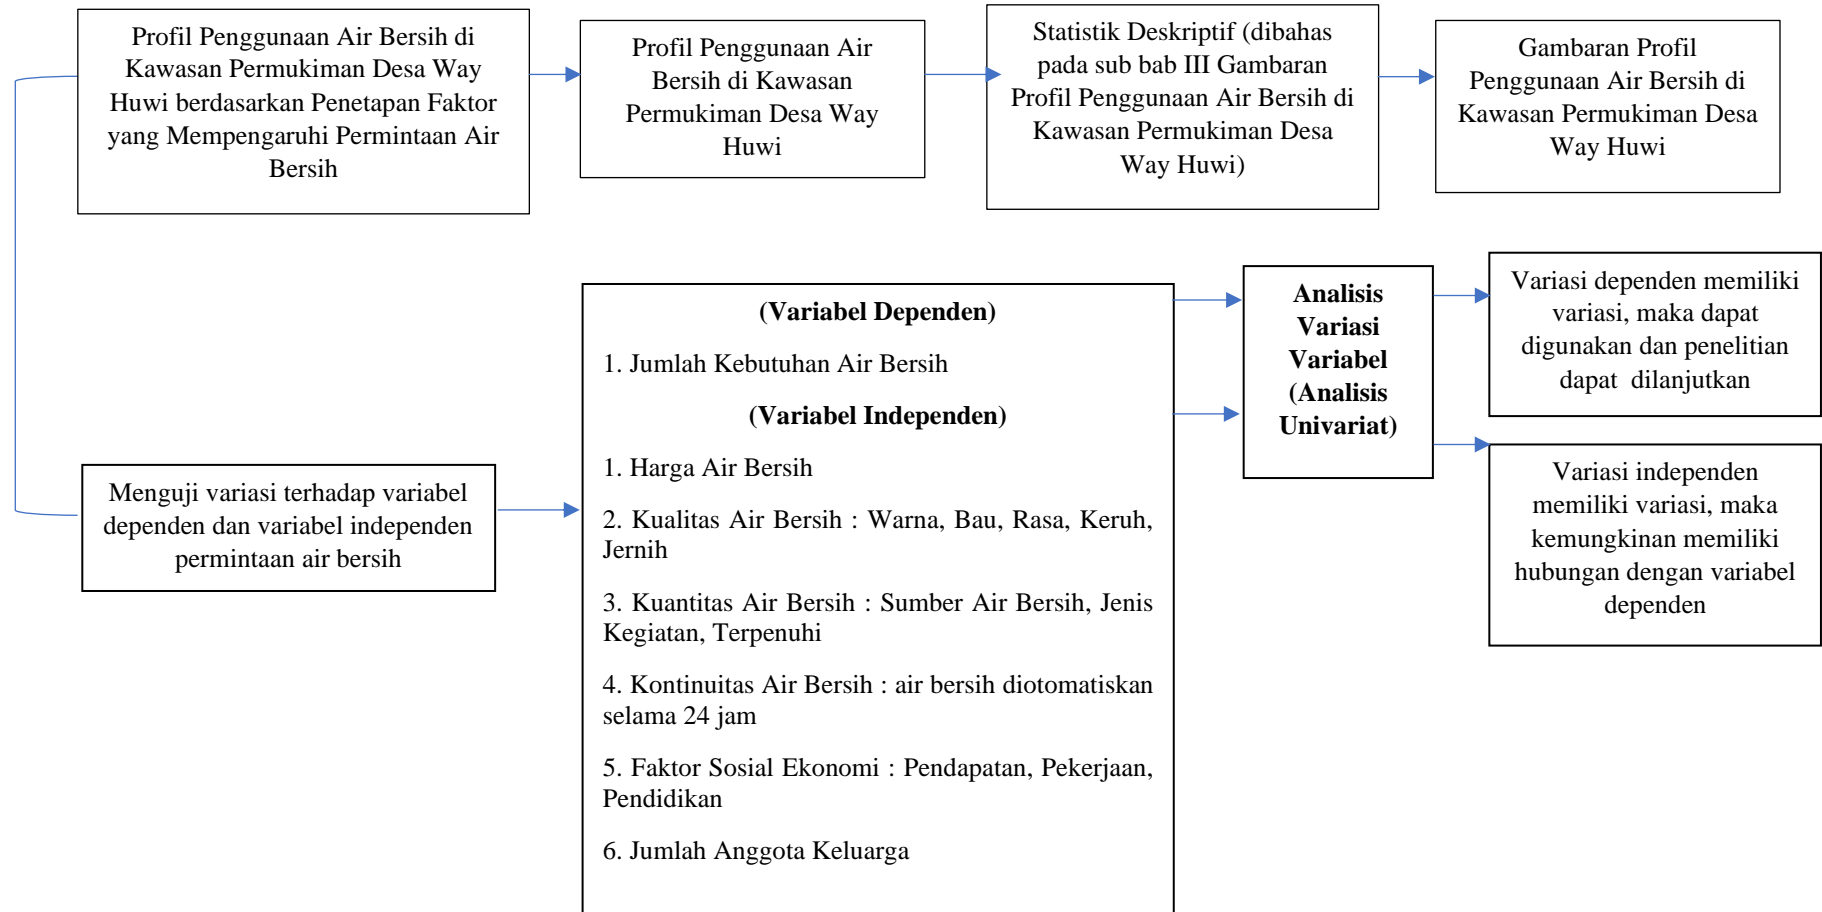 Profil Penggunaan Air Bersih di
Kawasan Permukiman Desa Way
Huwi berdasarkan Penetapan Faktor
yang Mempengaruhi Permintaan Air
Bersih
Profil Penggunaan Air
Bersih di Kawasan
Permukiman Desa Way
Huwi
Statistik Deskriptif (dibahas
pada sub bab III Gambaran
Profil Penggunaan Air Bersih di
Kawasan Permukiman Desa
Way Huwi)
Gambaran Profil
Penggunaan Air Bersih di
Kawasan Permukiman Desa
Way Huwi
Menguji variasi terhadap variabel
dependen dan variabel independen
permintaan air bersih
(Variabel Dependen)
1. Jumlah Kebutuhan Air Bersih
(Variabel Independen)
1. Harga Air Bersih
2. Kualitas Air Bersih : Warna, Bau, Rasa, Keruh,
Jernih
3. Kuantitas Air Bersih : Sumber Air Bersih, Jenis
Kegiatan, Terpenuhi
4. Kontinuitas Air Bersih : air bersih diotomatiskan
selama 24 jam
5. Faktor Sosial Ekonomi : Pendapatan, Pekerjaan,
Pendidikan
6. Jumlah Anggota Keluarga
Analisis
Variasi
Variabel
(Analisis
Univariat)
Variasi dependen memiliki
variasi, maka dapat
digunakan dan penelitian
dapat dilanjutkan
Variasi independen
memiliki variasi, maka
kemungkinan memiliki
hubungan dengan variabel
dependen